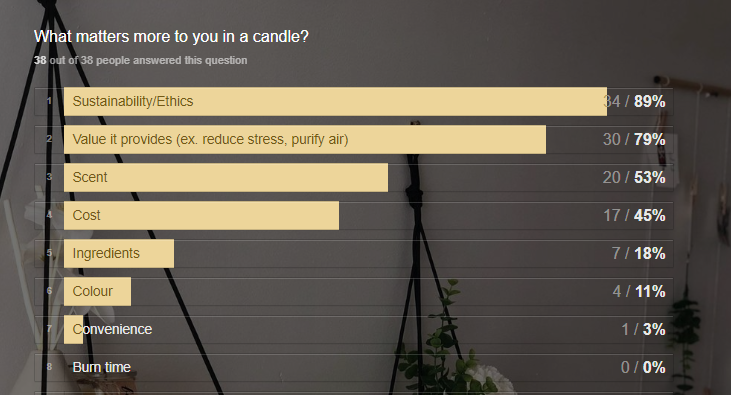 What matters more to you in a candle?
38 out of 38 people answered this question
1 Sustainability/Ethics 34 / 89%
2 Value it provides (ex. reduce stress, purify air) 30 / 79%
3 Scent 20 / 53%
4 Cost 17 / 45%
5 Ingredients 7 / 18%
6 Colour 4 / 11%
7 Convenience 1 / 3%
8 Burn time 0 / 0%